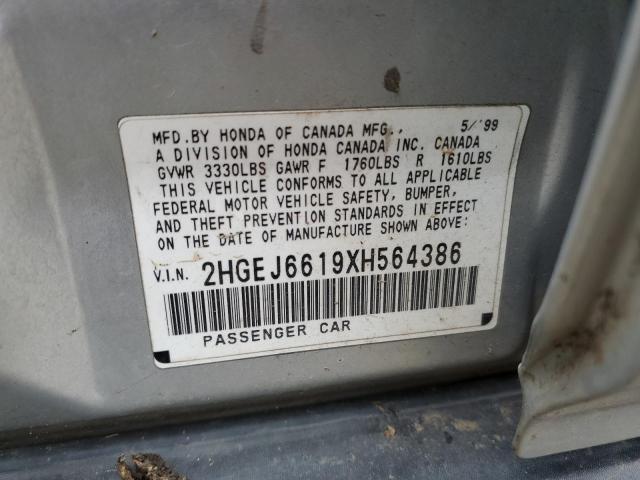 MFD.BY HONDA OF CANADA MFG., 5/'99
A DIVISION OF HONDA CANADA INC. CANADA
GVWR 3330LBS GAWR F 1760LBS R 1610LBS
THIS VEHICLE CONFORMS TO ALL APPLICABLE
FEDERAL MOTOR VEHICLE SAFETY, BUMPER,
AND THEFT PREVENTION STANDARDS IN EFFECT
ON THE DATE OF MANUFACTURE SHOWN ABOVE:
V.I.N. 2HGEJ6619XH564386
PASSENGER CAR